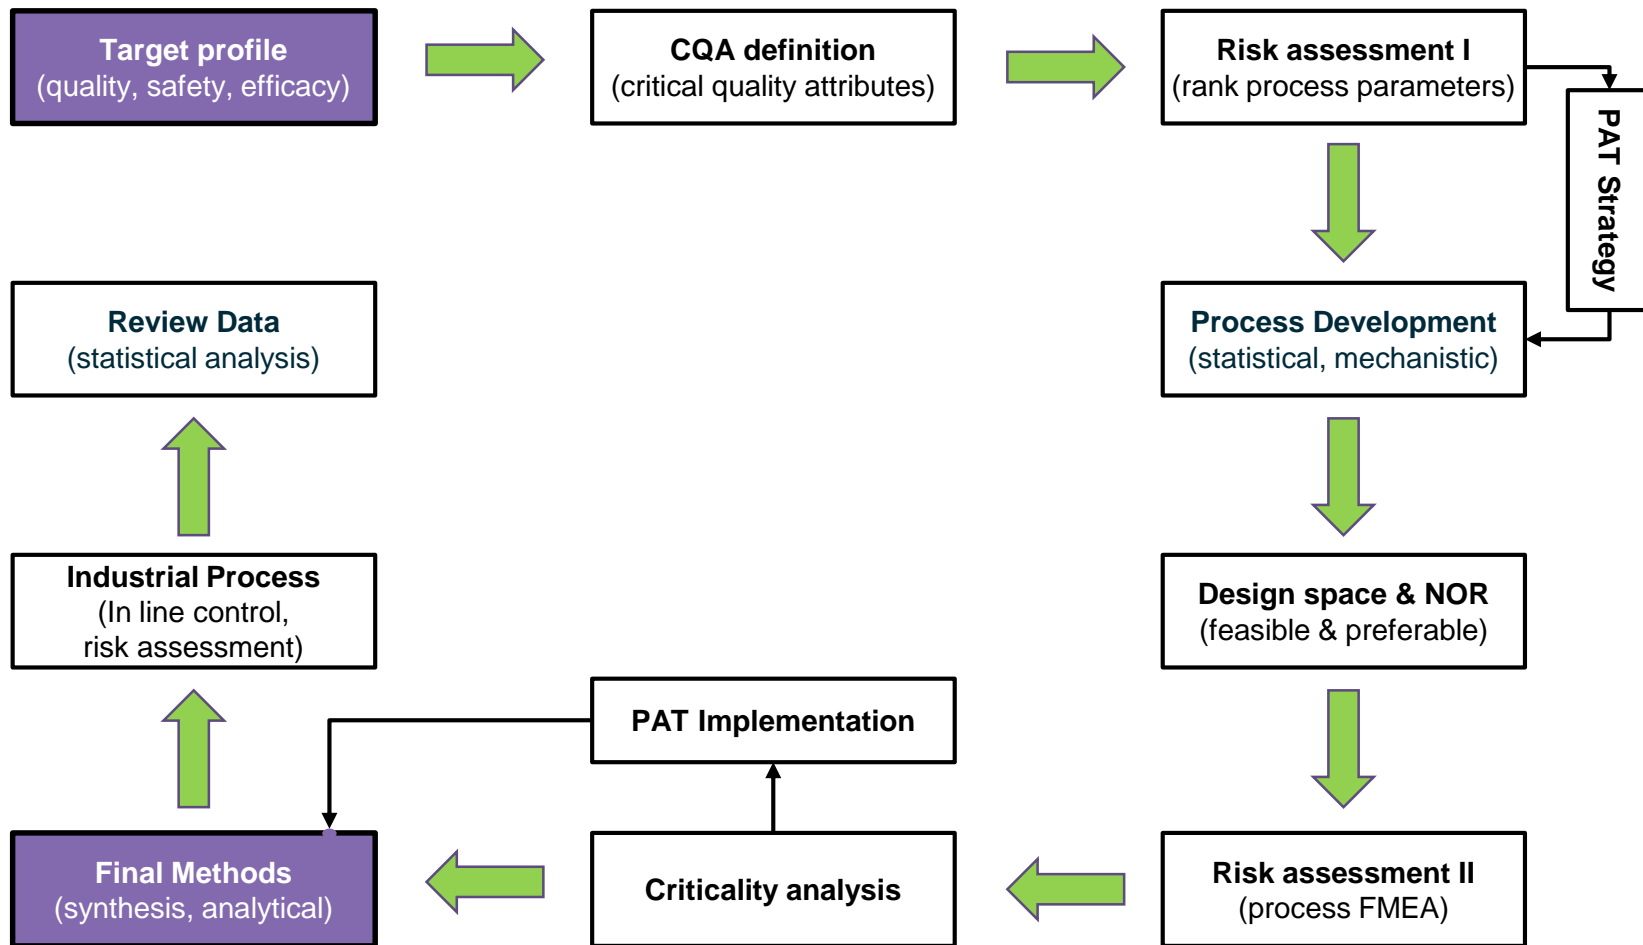 Target profile
(quality, safety, efficacy)
CQA definition
(critical quality attributes)
Risk assessment I
(rank process parameters)
PAT Strategy
Review Data
(statistical analysis)
Process Development
(statistical, mechanistic)
Industrial Process
(In line control,
risk assessment)
Design space & NOR
(feasible & preferable)
PAT Implementation
Final Methods
(synthesis, analytical)
Criticality analysis
Risk assessment II
(process FMEA)